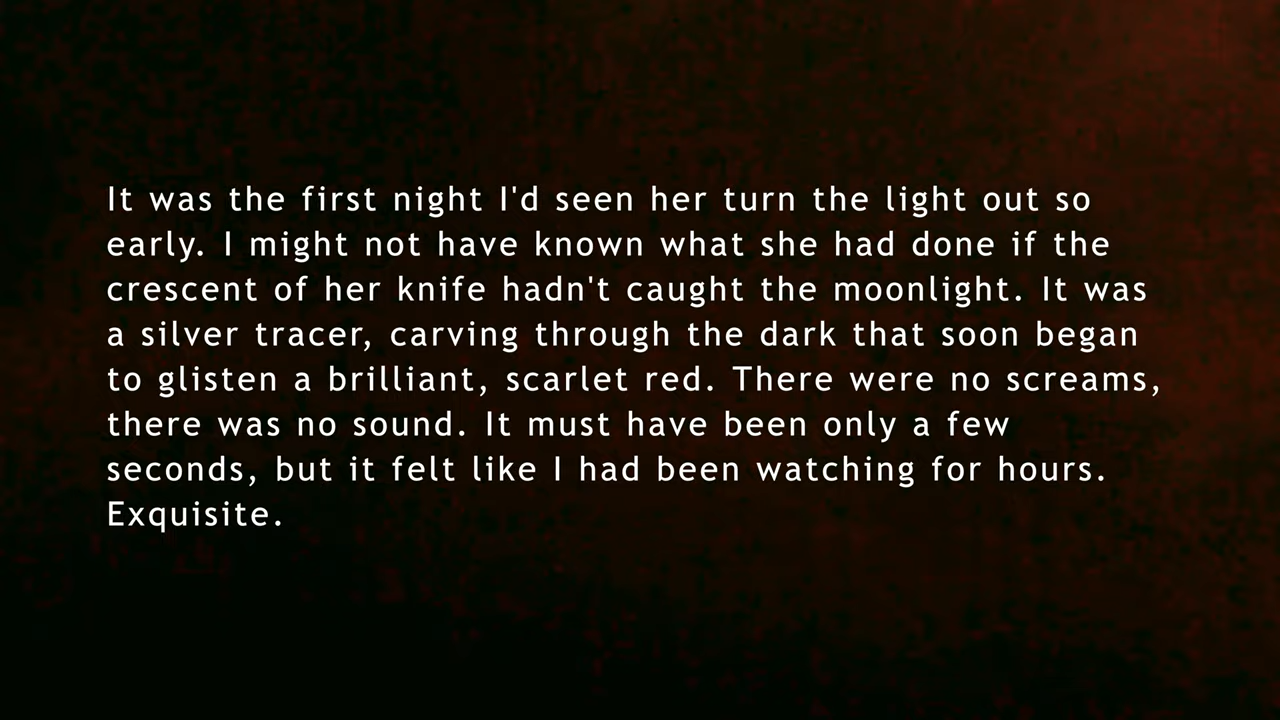 It was the first night I'd seen her turn the light out so
early. I might not have known what she had done if the
crescent of her knife hadn't caught the moonlight. It was
a silver tracer, carving through the dark that soon began
to glisten a brilliant, scarlet red. There were no screams,
there was no sound. It must have been only a few
seconds, but it felt like I had been watching for hours.
Exquisite.